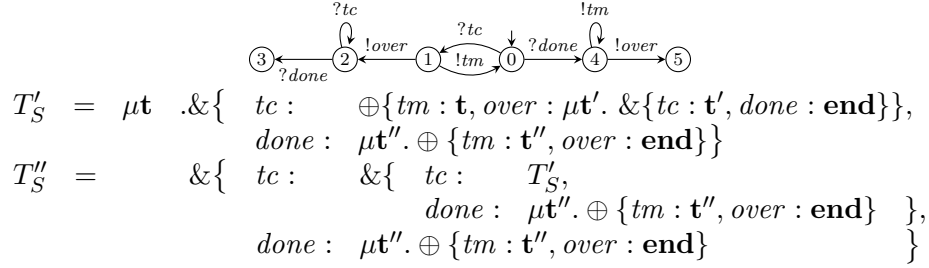 ?tc !tm
?tc
3 2 !over 1 !tm 0 ?done 4 !over 5
?done
T′_S = μt .&{ tc : ⊕{tm : t, over : μt′. &{tc : t′, done : end}},
done : μt″. ⊕ {tm : t″, over : end}}
T″_S = &{ tc : &{ tc : T′_S,
done : μt″. ⊕ {tm : t″, over : end} },
done : μt″. ⊕ {tm : t″, over : end} }